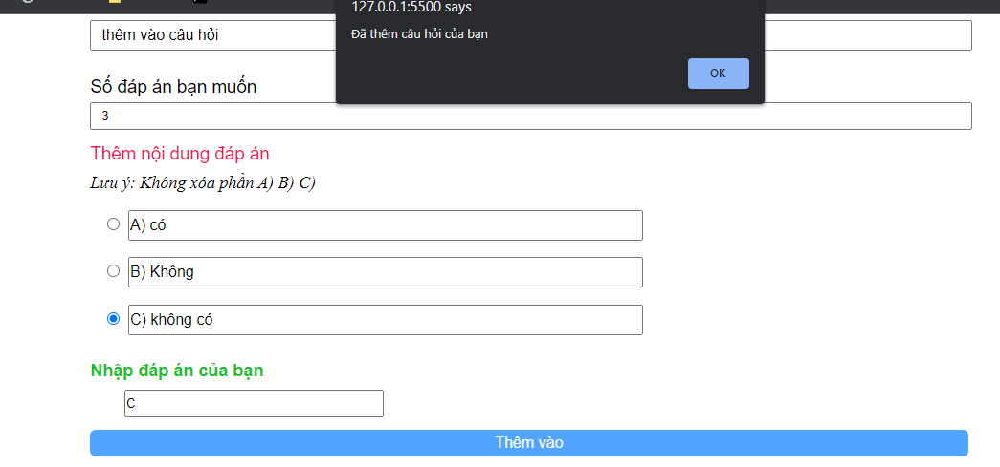 127.0.0.1:5500 says
Đã thêm câu hỏi của bạn
OK
thêm vào câu hỏi
Số đáp án bạn muốn
3
Thêm nội dung đáp án
Lưu ý: Không xóa phần A) B) C)
A) có
B) Không
C) không có
Nhập đáp án của bạn
C
Thêm vào